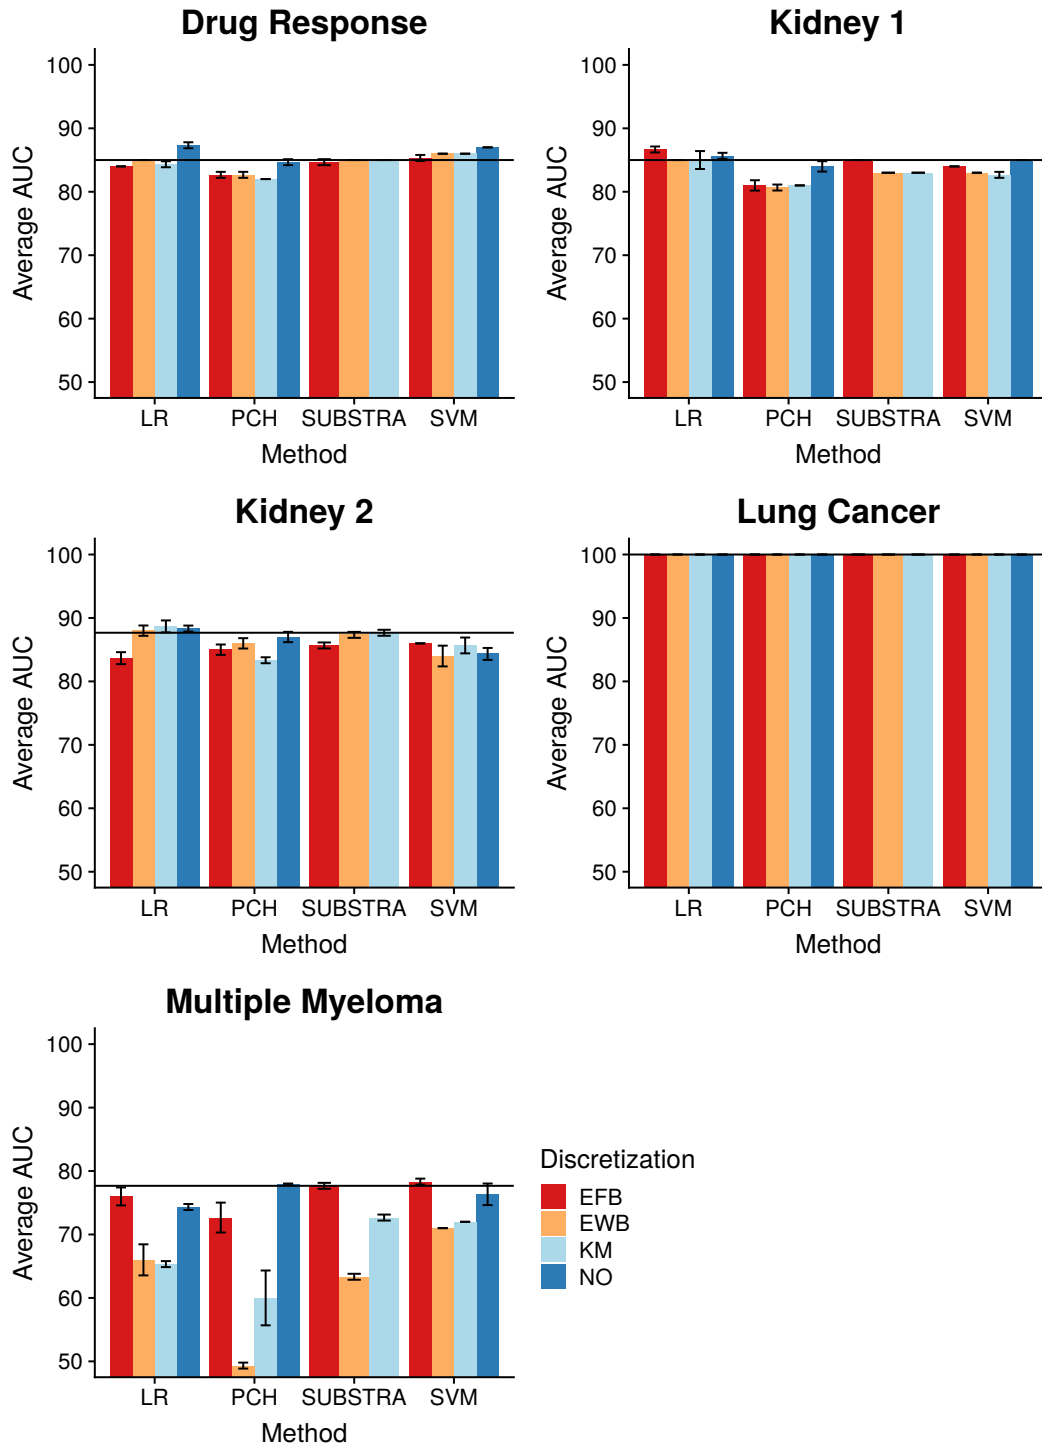 Drug Response
Average AUC
100
90
80
70
60
50
LR PCH SUBSTRA SVM
Method
Kidney 1
Average AUC
100
90
80
70
60
50
LR PCH SUBSTRA SVM
Method
Kidney 2
Average AUC
100
90
80
70
60
50
LR PCH SUBSTRA SVM
Method
Lung Cancer
Average AUC
100
90
80
70
60
50
LR PCH SUBSTRA SVM
Method
Multiple Myeloma
Average AUC
100
90
80
70
60
50
LR PCH SUBSTRA SVM
Method
Discretization
EFB
EWB
KM
NO